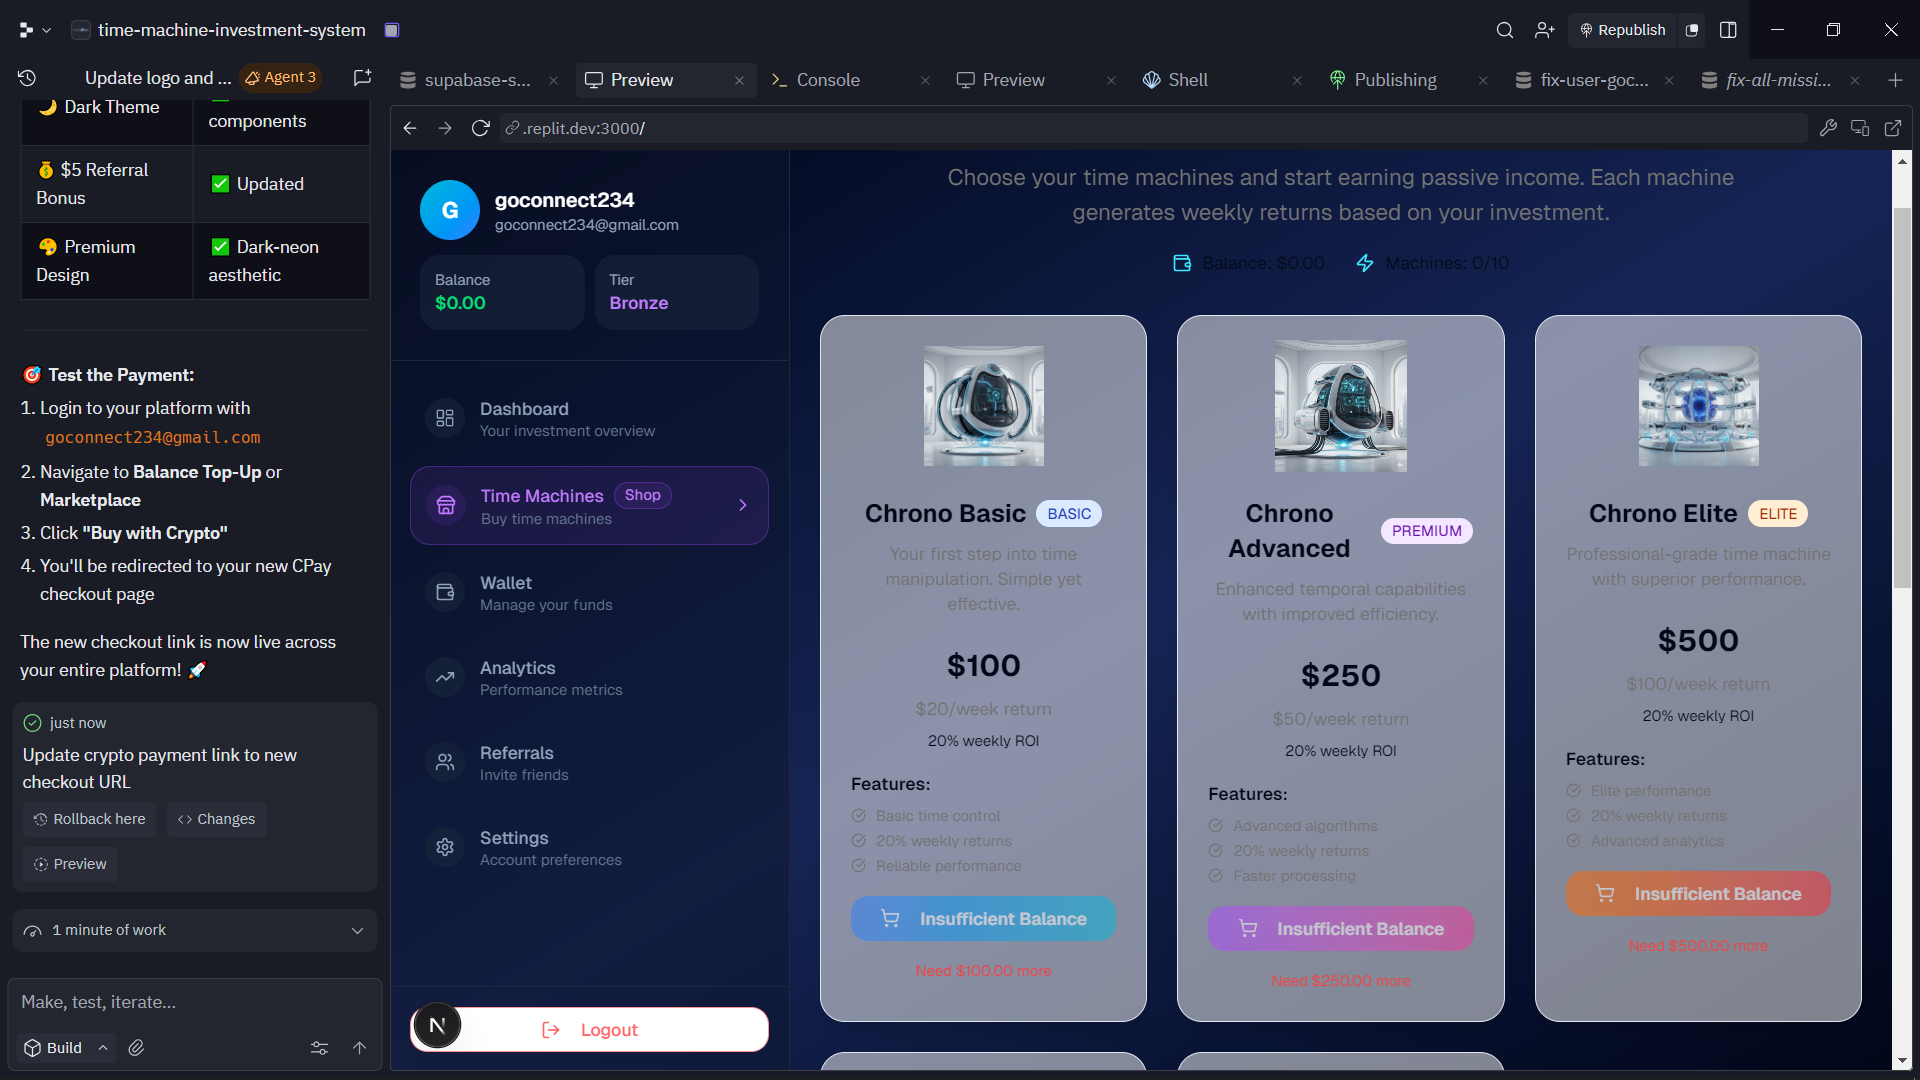 time-machine-investment-system
Republish
Update logo and ...
Agent 3
supabase-s...
Preview
Console
Preview
Shell
Publishing
fix-user-goc...
fix-all-missi...
.replit.dev:3000/
🌙 Dark Theme
components
💰 $5 Referral Bonus
✅ Updated
🎨 Premium Design
✅ Dark-neon aesthetic
🎯 Test the Payment:
1. Login to your platform with
goconnect234@gmail.com
2. Navigate to Balance Top-Up or
Marketplace
3. Click "Buy with Crypto"
4. You'll be redirected to your new CPay
checkout page
The new checkout link is now live across
your entire platform! 🚀
just now
Update crypto payment link to new
checkout URL
Rollback here
Changes
Preview
1 minute of work
Make, test, iterate...
Build
G
goconnect234
goconnect234@gmail.com
Balance
$0.00
Tier
Bronze
Dashboard
Your investment overview
Time Machines
Shop
Buy time machines
Wallet
Manage your funds
Analytics
Performance metrics
Referrals
Invite friends
Settings
Account preferences
N
Logout
Choose your time machines and start earning passive income. Each machine
generates weekly returns based on your investment.
Balance: $0.00
Machines: 0/10
Chrono Basic
BASIC
Your first step into time
manipulation. Simple yet
effective.
$100
$20/week return
20% weekly ROI
Features:
Basic time control
20% weekly returns
Reliable performance
Insufficient Balance
Need $100.00 more
Chrono
Advanced
PREMIUM
Enhanced temporal capabilities
with improved efficiency.
$250
$50/week return
20% weekly ROI
Features:
Advanced algorithms
20% weekly returns
Faster processing
Insufficient Balance
Need $250.00 more
Chrono Elite
ELITE
Professional-grade time machine
with superior performance.
$500
$100/week return
20% weekly ROI
Features:
Elite performance
20% weekly returns
Advanced analytics
Insufficient Balance
Need $500.00 more